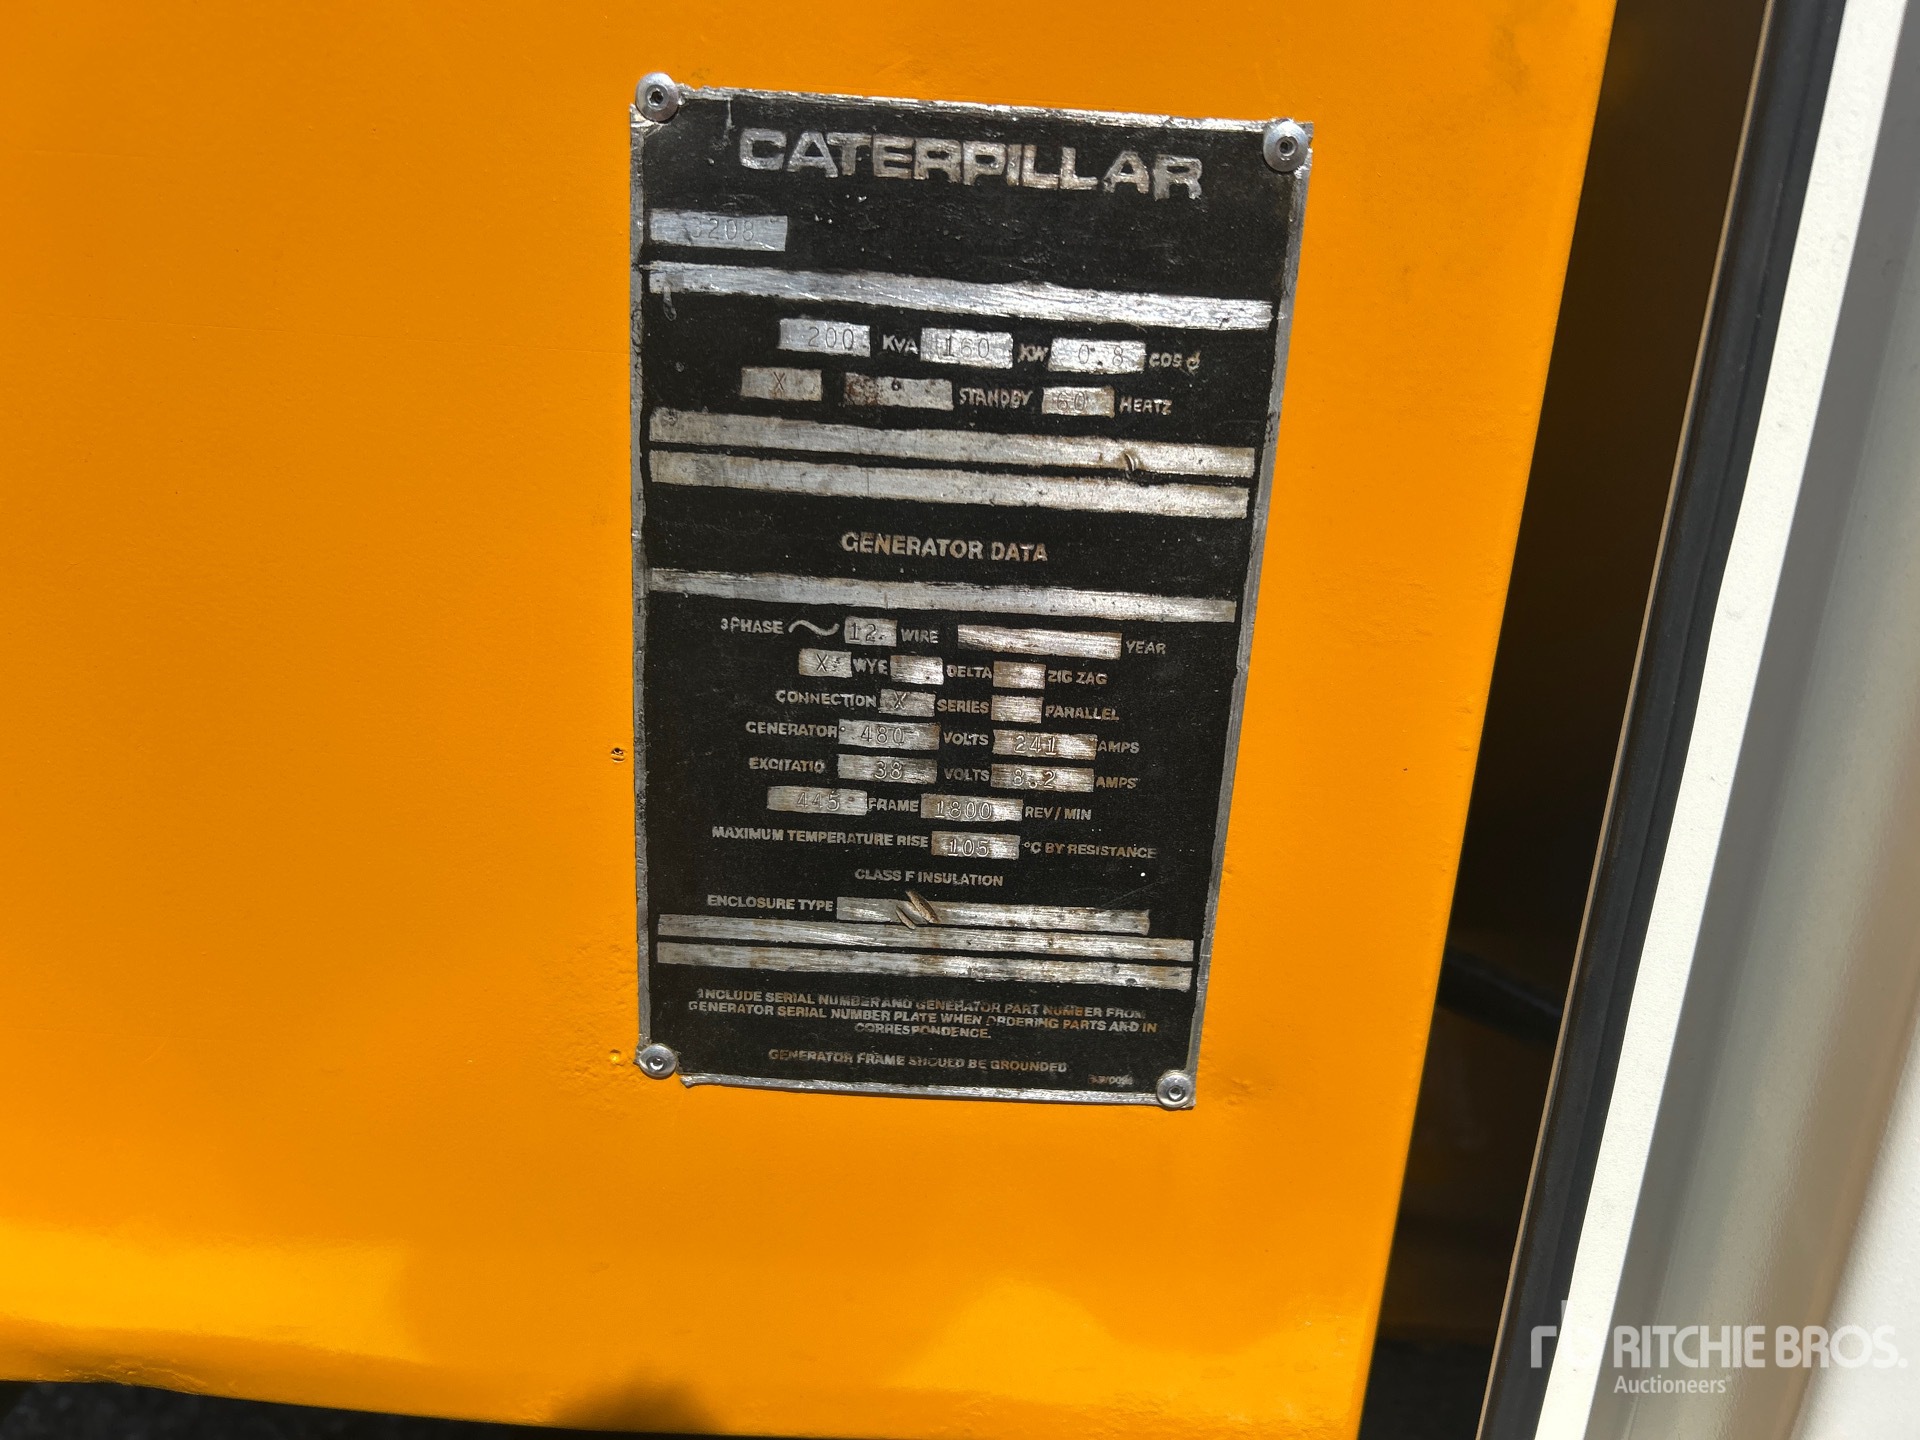 CATERPILLAR
3208
200 KVA 160 KW 0.8 COS φ
X STANDBY 60 HERTZ
GENERATOR DATA
3 PHASE ~ 12 WIRE YEAR
X WYE DELTA ZIG ZAG
CONNECTION X SERIES PARALLEL
GENERATOR 480 VOLTS 241 AMPS
EXCITATIO 38 VOLTS 8.2 AMPS
445 FRAME 1800 REV/MIN
MAXIMUM TEMPERATURE RISE 105 °C BY RESISTANCE
CLASS F INSULATION
ENCLOSURE TYPE
INCLUDE SERIAL NUMBER AND GENERATOR PART NUMBER FROM
GENERATOR SERIAL NUMBER PLATE WHEN ORDERING PARTS AND IN
CORRESPONDENCE.
GENERATOR FRAME SHOULD BE GROUNDED
rb RITCHIE BROS.
Auctioneers